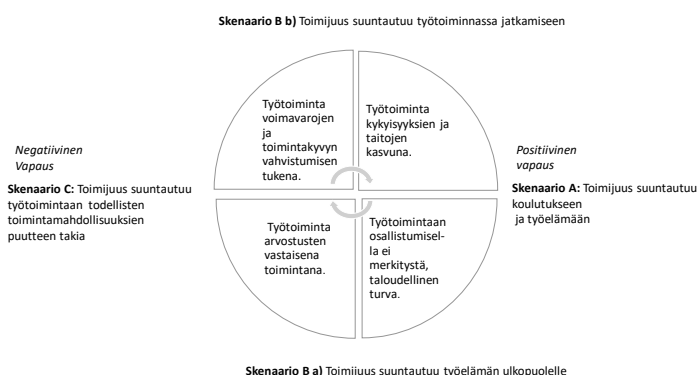 Skenaario B b) Toimijuus suuntautuu työtoiminnassa jatkamiseen
Työtoiminta
voimavarojen
ja
toimintakyvyn
vahvistumisen
tukena.
Työtoiminta
kykyisyyksien ja
taitojen
kasvuna.
Negatiivinen
Vapaus
Skenaario C: Toimijuus suuntautuu
työtoimintaan todellisten
toimintamahdollisuuksien
puutteen takia
Positiivinen
vapaus
Skenaario A: Toimijuus suuntautuu
koulutukseen
ja työelämään
Työtoiminta
arvostusten
vastaisena
toimintana.
Työtoimintaan
osallistumisel-
la ei
merkitystä,
taloudellinen
turva.
Skenaario B a) Toimijuus suuntautuu työelämän ulkopuolelle